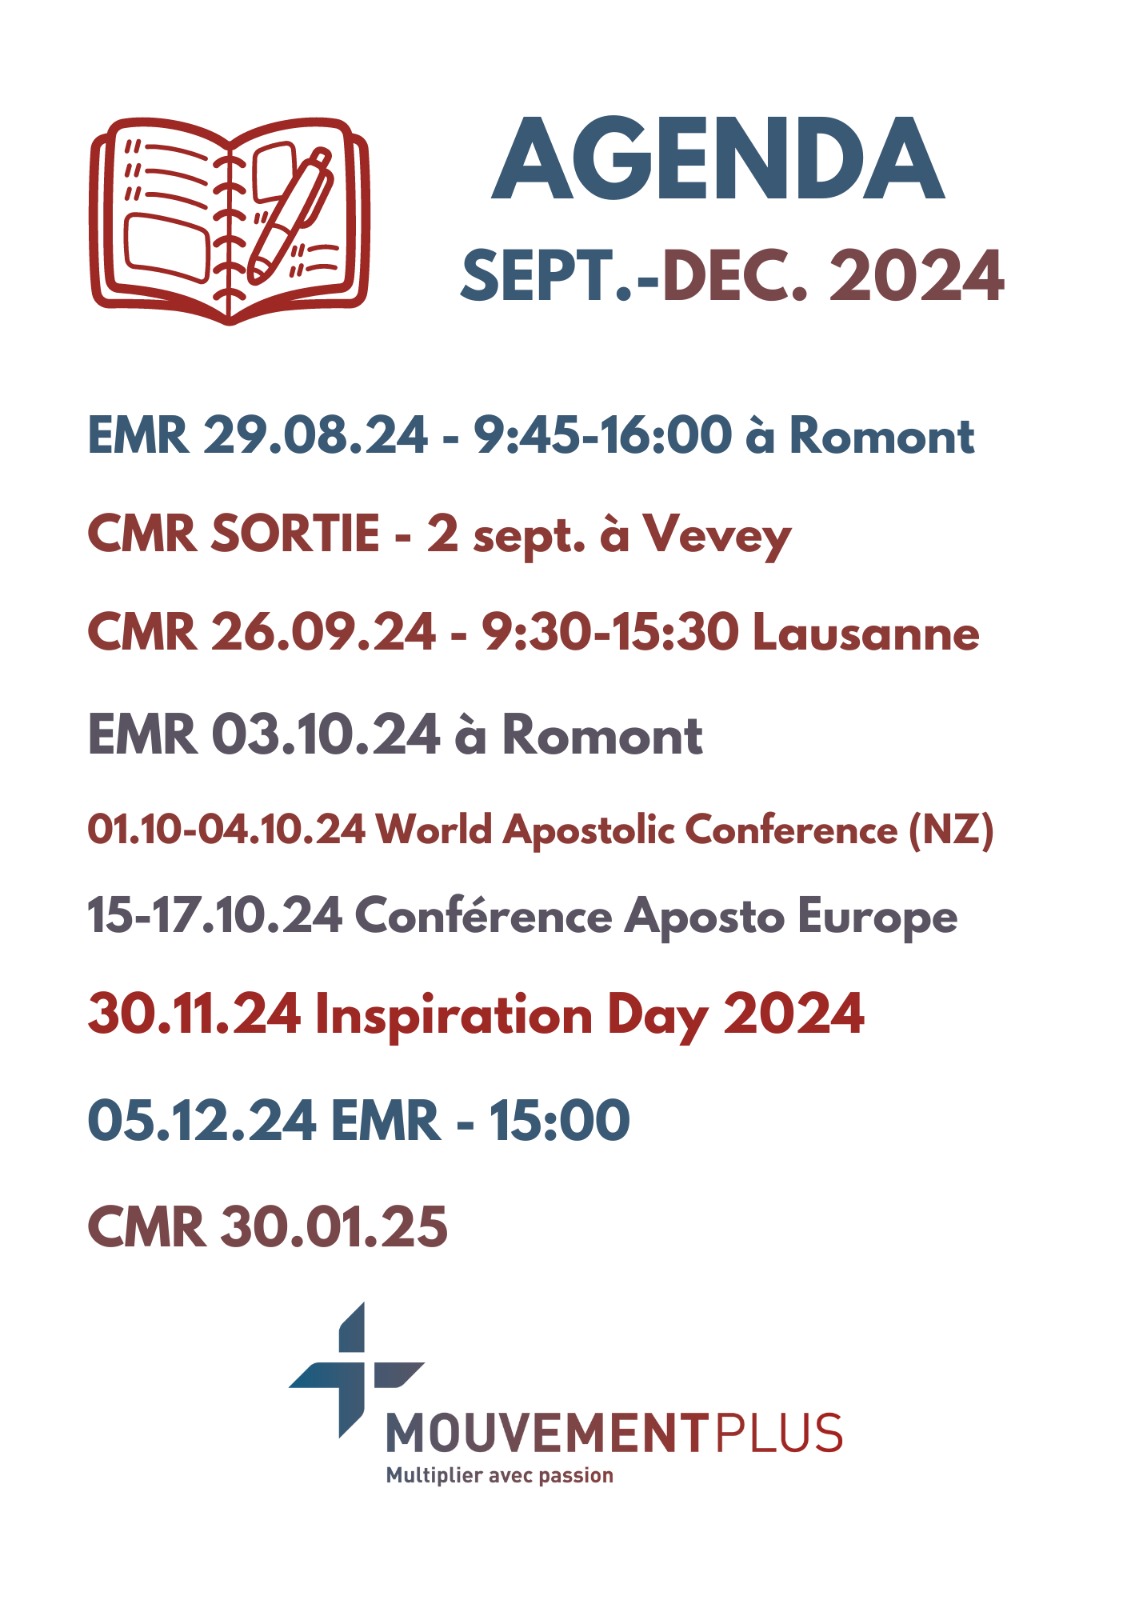 AGENDA
SEPT.-DEC. 2024
EMR 29.08.24 - 9:45-16:00 à Romont
CMR SORTIE - 2 sept. à Vevey
CMR 26.09.24 - 9:30-15:30 Lausanne
EMR 03.10.24 à Romont
01.10-04.10.24 World Apostolic Conference (NZ)
15-17.10.24 Conférence Aposto Europe
30.11.24 Inspiration Day 2024
05.12.24 EMR - 15:00
CMR 30.01.25
MOUVEMENTPLUS
Multiplier avec passion